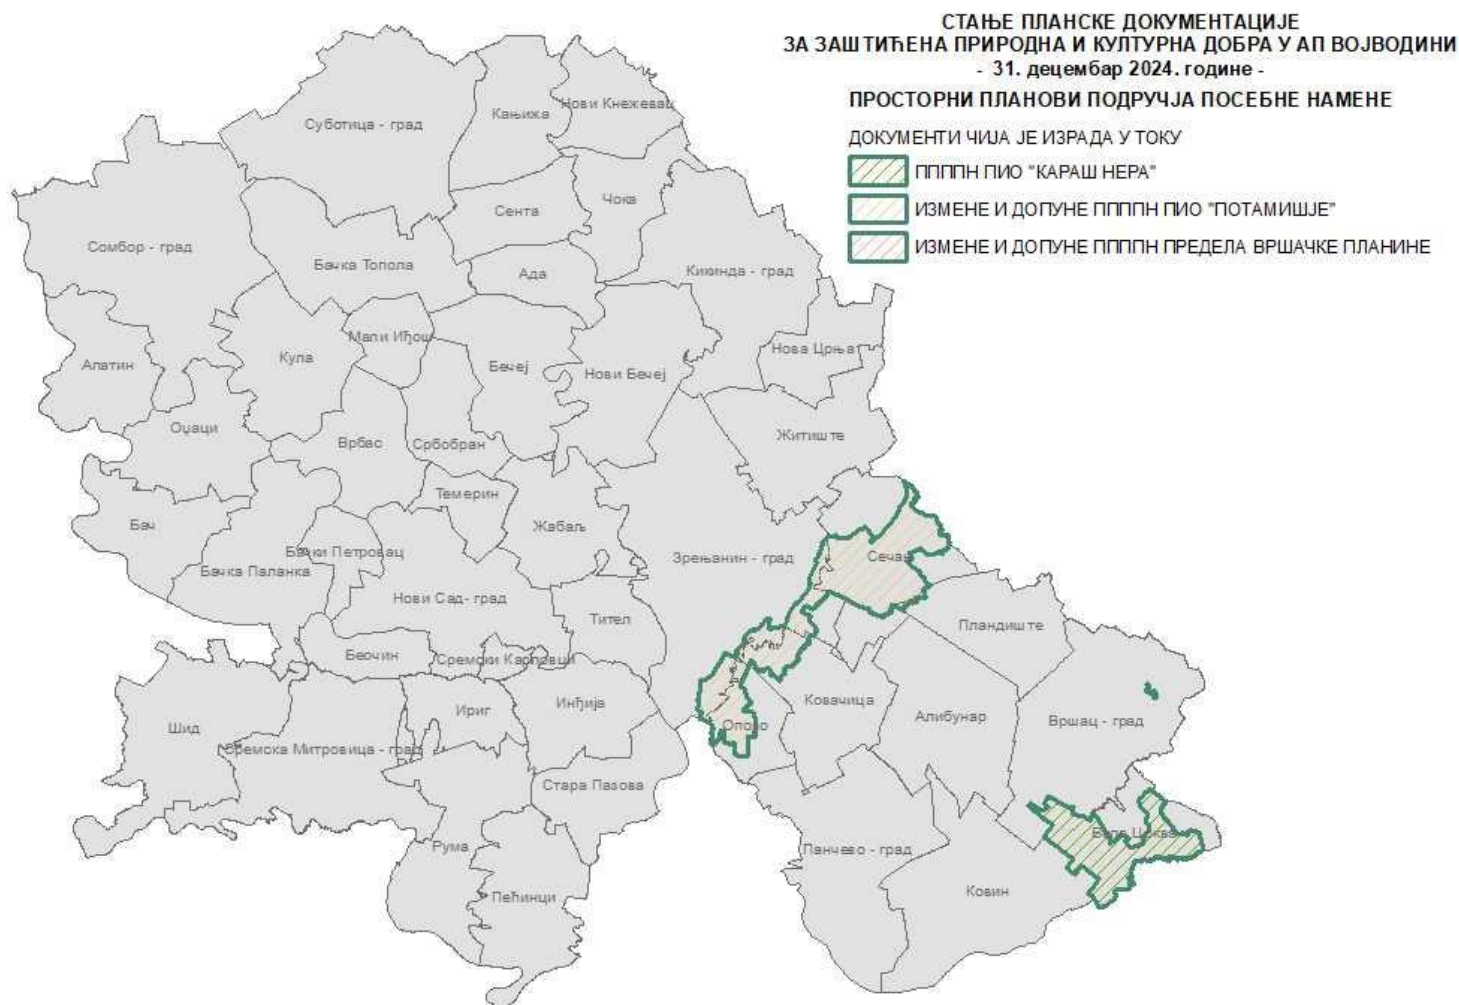 СТАЊЕ ПЛАНСКЕ ДОКУМЕНТАЦИЈЕ
ЗА ЗАШТИЋЕНА ПРИРОДНА И КУЛТУРНА ДОБРА У АП ВОЈВОДИНИ
- 31. децембар 2024. године -
ПРОСТОРНИ ПЛАНОВИ ПОДРУЧЈА ПОСЕБНЕ НАМЕНЕ
ДОКУМЕНТИ ЧИЈА ЈЕ ИЗРАДА У ТОКУ
ПППППН ПИО "КАРАШ НЕРА"
ИЗМЕНЕ И ДОПУНЕ ППППН ПИО "ПОТАМИШЈЕ"
ИЗМЕНЕ И ДОПУНЕ ППППН ПРЕДЕЛА ВРШАЧКЕ ПЛАНИНЕ
Суботица - град
Кањижа
Нови Кнежевац
Чока
Сента
Сомбор - град
Бачка Топола
Ада
Кикинда - град
Мали Иђош
Нова Црња
Апатин
Кула
Бечеј
Нови Бечеј
Оџаци
Врбас
Србобран
Житиште
Темерин
Бач
Жабаљ
Бачки Петровац
Бачка Паланка
Зрењанин - град
Сечањ
Нови Сад- град
Тител
Пландиште
Беочин
Сремски Карловци
Шид
Ириг
Инђија
Ковачица
Опово
Алибунар
Вршац - град
Сремска Митровица - град
Стара Пазова
Бела Црква
Рума
Панчево - град
Пећинци
Ковин